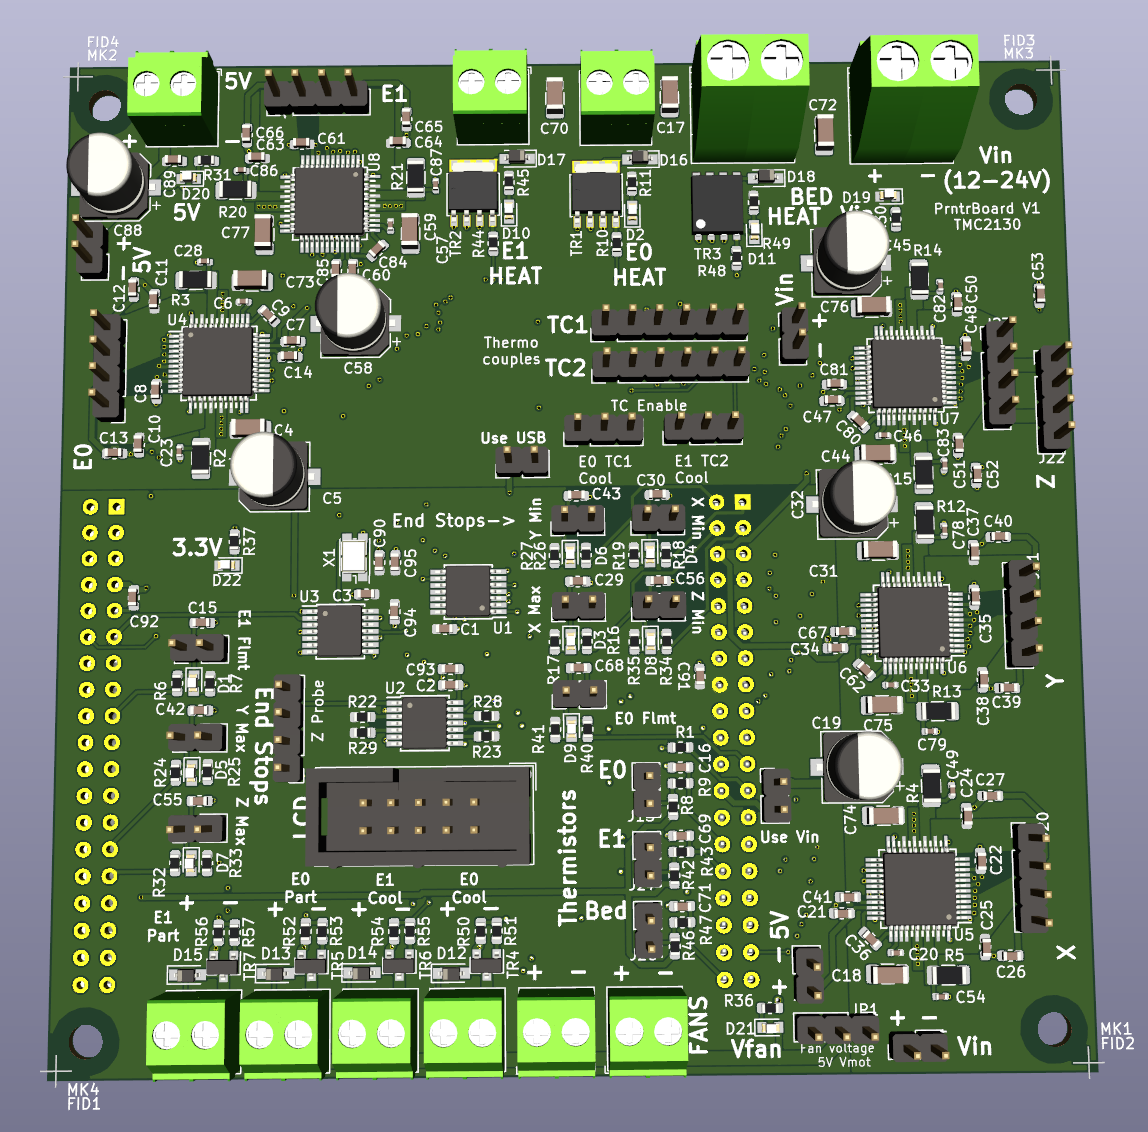 FID4
MK2
FID3
MK3
5V
E1
+
−
C66
C63
C61
C65
C64
C86
C89
R31
D20
5V
R20
C77
U8
R21
C87
C59
C57
C84
C85
C60
C88
C70
C17
C72
D17
R45
D10
TR2
R44
E1
HEAT
D16
R11
D2
TR1
R10
E0
HEAT
D18
BED
HEAT
R49
D11
TR3
R48
Vin
+ −(12−24V)
PrntrBoard V1
TMC2130
D19
C45
R14
C76
C82
C50
C48
C53
+
−5V
C28
C12
C11
R3
C73
C6
C9
U4
C7
C14
C58
C8
C10
C13
C23
R2
C4
C5
E0
Vin
+
−
TC1
TC2
Thermo
couples
TC Enable
Use USB
E0 TC1
Cool
E1 TC2
Cool
C81
C47
C80
C46
U7
C83
C44
C51
C52
J22
Z
C32
R12
C78
C40
C37
C31
C35
C67
C34
C62
C33
U6
R13
C38
C39
Y
C75
C79
C19
C74
R4
C49
C24
C27
C22
C41
C21
C36
C20
U5
C25
C26
X
C18
R5
C54
3.3V
R37
D22
X1
C90
C95
End Stops->
Y Min
C43
C30
X Min
R27
R26
D6
R19
R18
D4
C29
C56
X Max
Z Min
R17
D3
R16
R35
D8
R34
C68
C61
R41
D9
R40
E0 Flmt
C92
C15
E1 Flmt
U3
C3
C94
C1
U1
R6
D1
R7
C42
Y Max
End Stops
Z Probe
U2
C93
C2
R22
R29
R28
R23
R24
D5
R25
C55
Z Max
R32
D7
R33
LCD
R1
E0
C16
R9
R8
Thermistors
E1
C69
R43
R42
Bed
C71
R47
R46
Use Vin
E1
Part
E0
Part
E1
Cool
E0
Cool
+ −
+ −
+ −
+ −
+ −
+ −
R56
R57
R52
R53
R54
R55
R50
R51
D15
TR7
D13
TR6
D14
TR5
D12
TR4
FANS
−5V
+
R36
D21
Vfan
JP1
Fan voltage
5V Vmot
+ −
Vin
MK1
FID2
MK4
FID1